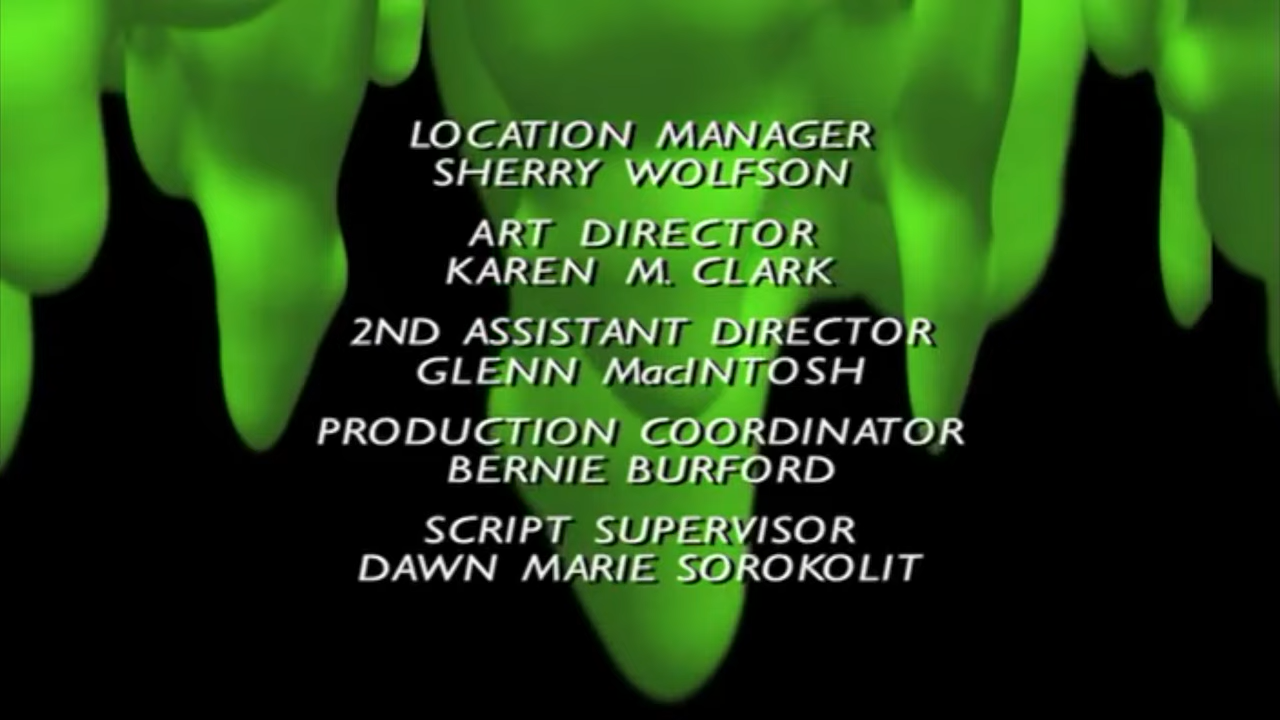 LOCATION MANAGER
SHERRY WOLFSON
ART DIRECTOR
KAREN M. CLARK
2ND ASSISTANT DIRECTOR
GLENN MacINTOSH
PRODUCTION COORDINATOR
BERNIE BURFORD
SCRIPT SUPERVISOR
DAWN MARIE SOROKOLIT